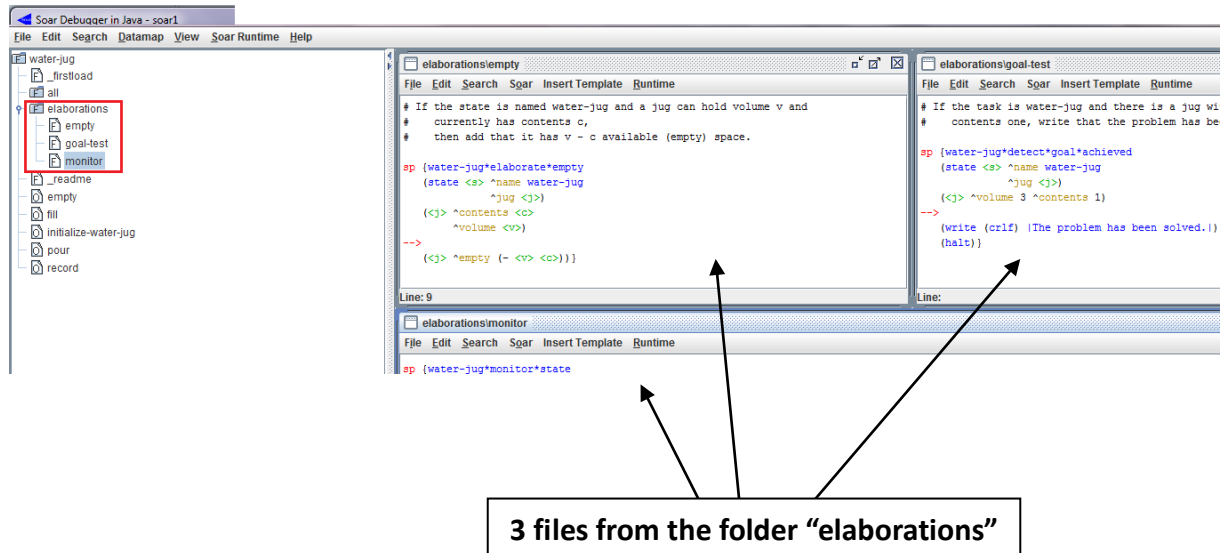 Soar Debugger in Java - soar1
File Edit Search Datamap View Soar Runtime Help
water-jug
_firstload
all
elaborations
empty
goal-test
monitor
_readme
empty
fill
initialize-water-jug
pour
record
elaborations\empty
File Edit Search Soar Insert Template Runtime
# If the state is named water-jug and a jug can hold volume v and
# currently has contents c,
# then add that it has v - c available (empty) space.
sp {water-jug*elaborate*empty
(state <s> ^name water-jug
^jug <j>)
(<j> ^contents <c>
^volume <v>)
-->
(<j> ^empty (- <v> <c>))}
Line: 9
elaborations\goal-test
File Edit Search Soar Insert Template Runtime
# If the task is water-jug and there is a jug wi
# contents one, write that the problem has be
sp {water-jug*detect*goal*achieved
(state <s> ^name water-jug
^jug <j>)
(<j> ^volume 3 ^contents 1)
-->
(write (crlf) |The problem has been solved.|)
(halt)}
Line:
elaborations\monitor
File Edit Search Soar Insert Template Runtime
sp {water-jug*monitor*state
3 files from the folder “elaborations”